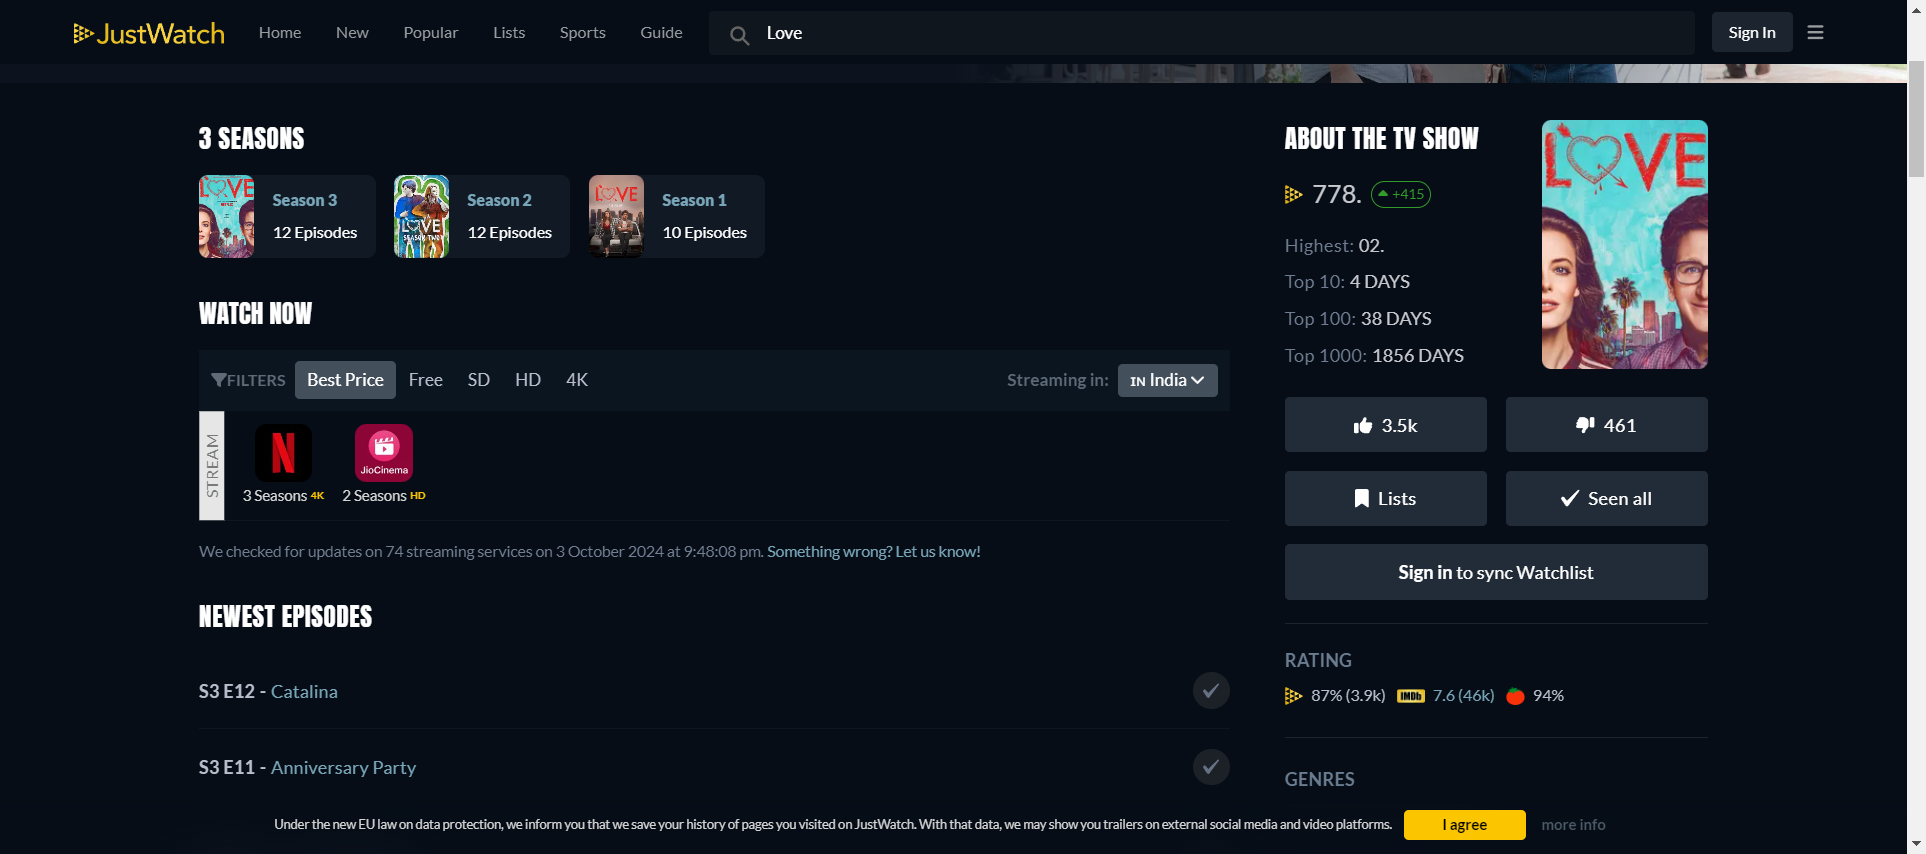 JustWatch Home New Popular Lists Sports Guide Love Sign In
3 SEASONS
LOVE
Season 3
12 Episodes
LOVE
SEASON TWO
Season 2
12 Episodes
LOVE
Season 1
10 Episodes
WATCH NOW
FILTERS Best Price Free SD HD 4K Streaming in: IN India
STREAM
N
3 Seasons 4K
JioCinema
2 Seasons HD
We checked for updates on 74 streaming services on 3 October 2024 at 9:48:08 pm. Something wrong? Let us know!
NEWEST EPISODES
S3 E12 - Catalina
S3 E11 - Anniversary Party
ABOUT THE TV SHOW
778. +415
Highest: 02.
Top 10: 4 DAYS
Top 100: 38 DAYS
Top 1000: 1856 DAYS
LOVE
3.5k 461
Lists Seen all
Sign in to sync Watchlist
RATING
87% (3.9k) IMDb 7.6 (46k) 94%
GENRES
Under the new EU law on data protection, we inform you that we save your history of pages you visited on JustWatch. With that data, we may show you trailers on external social media and video platforms. I agree more info